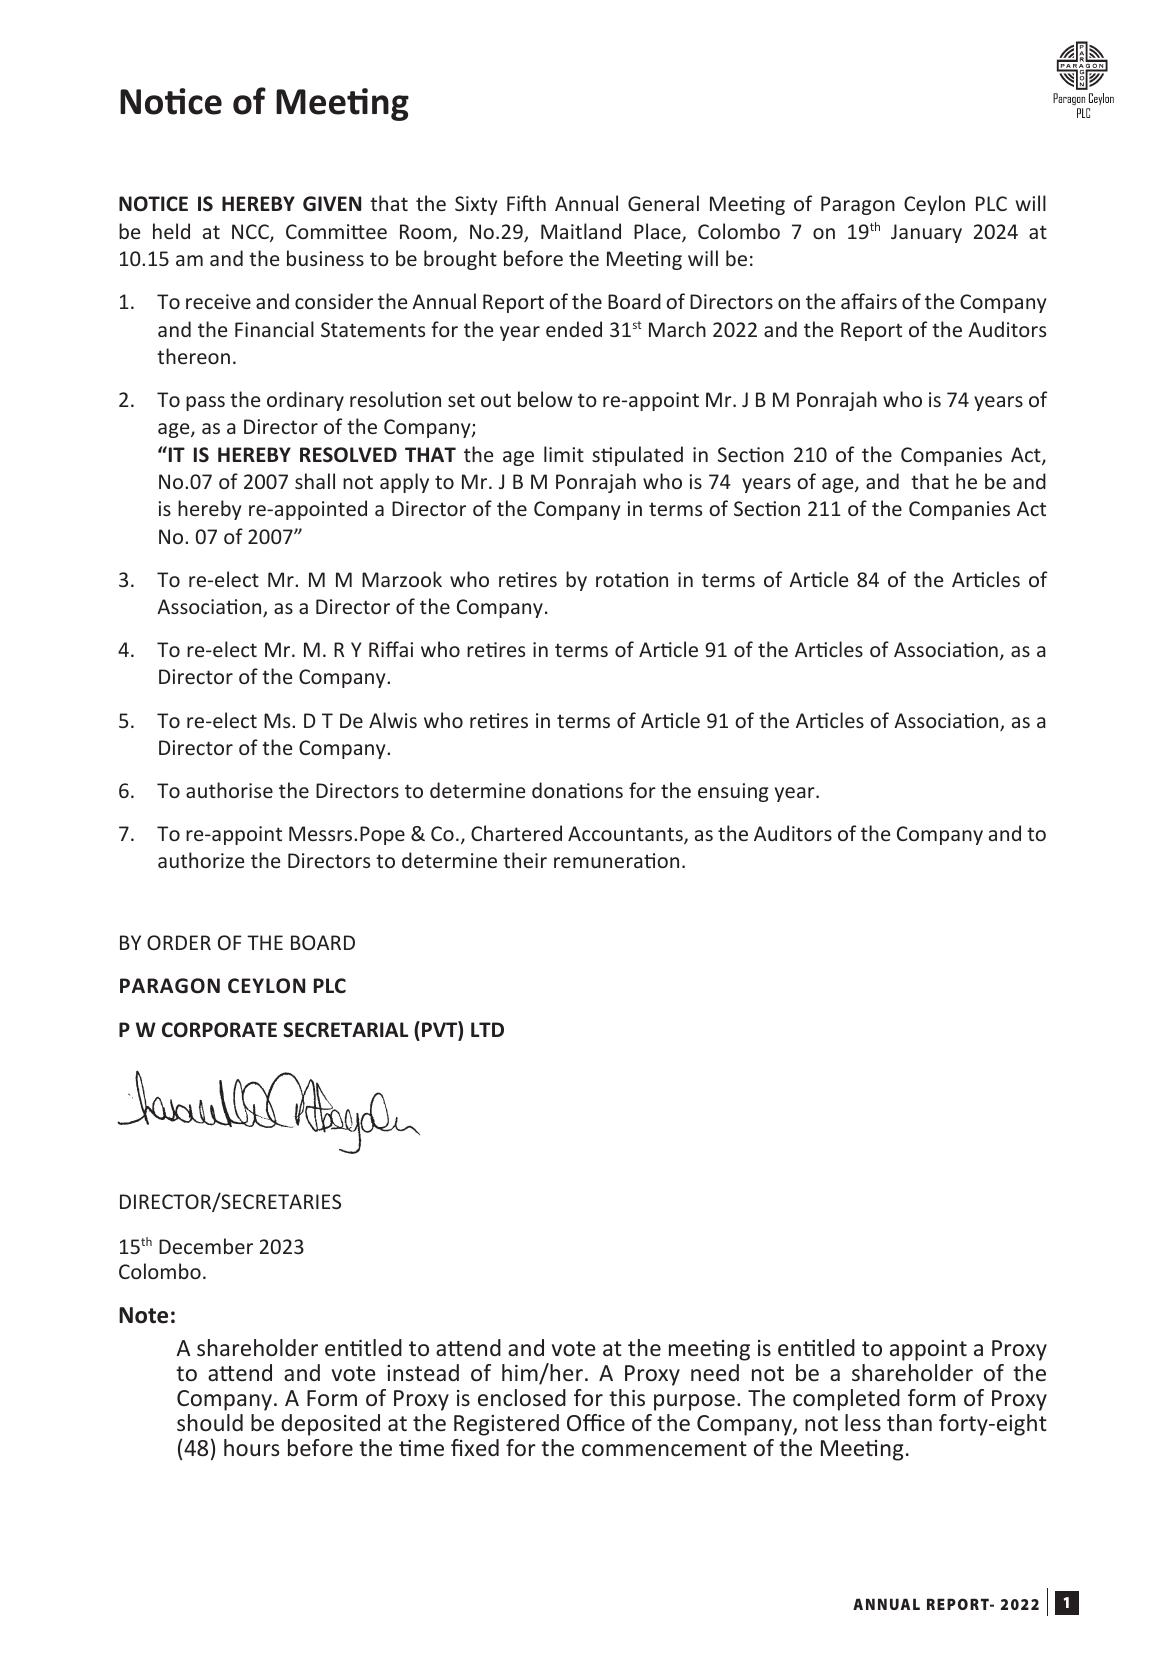 PARAGON
PARAGON
Paragon Ceylon
PLC
Notice of Meeting
NOTICE IS HEREBY GIVEN that the Sixty Fifth Annual General Meeting of Paragon Ceylon PLC will
be held at NCC, Committee Room, No.29, Maitland Place, Colombo 7 on 19th January 2024 at
10.15 am and the business to be brought before the Meeting will be:
1. To receive and consider the Annual Report of the Board of Directors on the affairs of the Company
and the Financial Statements for the year ended 31st March 2022 and the Report of the Auditors
thereon.
2. To pass the ordinary resolution set out below to re-appoint Mr. J B M Ponrajah who is 74 years of
age, as a Director of the Company;
“IT IS HEREBY RESOLVED THAT the age limit stipulated in Section 210 of the Companies Act,
No.07 of 2007 shall not apply to Mr. J B M Ponrajah who is 74 years of age, and that he be and
is hereby re-appointed a Director of the Company in terms of Section 211 of the Companies Act
No. 07 of 2007”
3. To re-elect Mr. M M Marzook who retires by rotation in terms of Article 84 of the Articles of
Association, as a Director of the Company.
4. To re-elect Mr. M. R Y Riffai who retires in terms of Article 91 of the Articles of Association, as a
Director of the Company.
5. To re-elect Ms. D T De Alwis who retires in terms of Article 91 of the Articles of Association, as a
Director of the Company.
6. To authorise the Directors to determine donations for the ensuing year.
7. To re-appoint Messrs.Pope & Co., Chartered Accountants, as the Auditors of the Company and to
authorize the Directors to determine their remuneration.
BY ORDER OF THE BOARD
PARAGON CEYLON PLC
P W CORPORATE SECRETARIAL (PVT) LTD
DIRECTOR/SECRETARIES
15th December 2023
Colombo.
Note:
A shareholder entitled to attend and vote at the meeting is entitled to appoint a Proxy
to attend and vote instead of him/her. A Proxy need not be a shareholder of the
Company. A Form of Proxy is enclosed for this purpose. The completed form of Proxy
should be deposited at the Registered Office of the Company, not less than forty-eight
(48) hours before the time fixed for the commencement of the Meeting.
ANNUAL REPORT- 2022 1